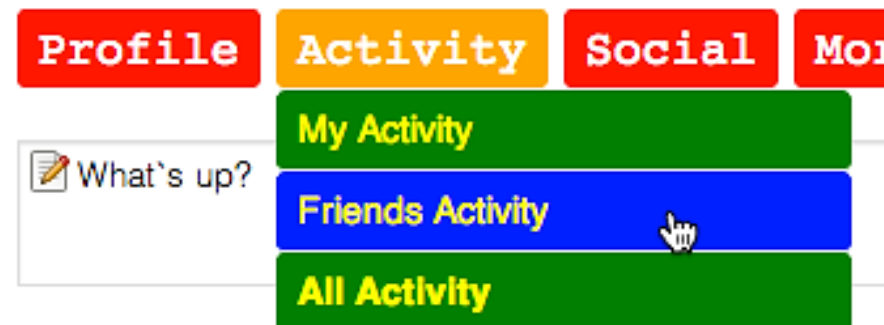 Profile Activity Social
My Activity
What`s up?
Friends Activity
All Activity